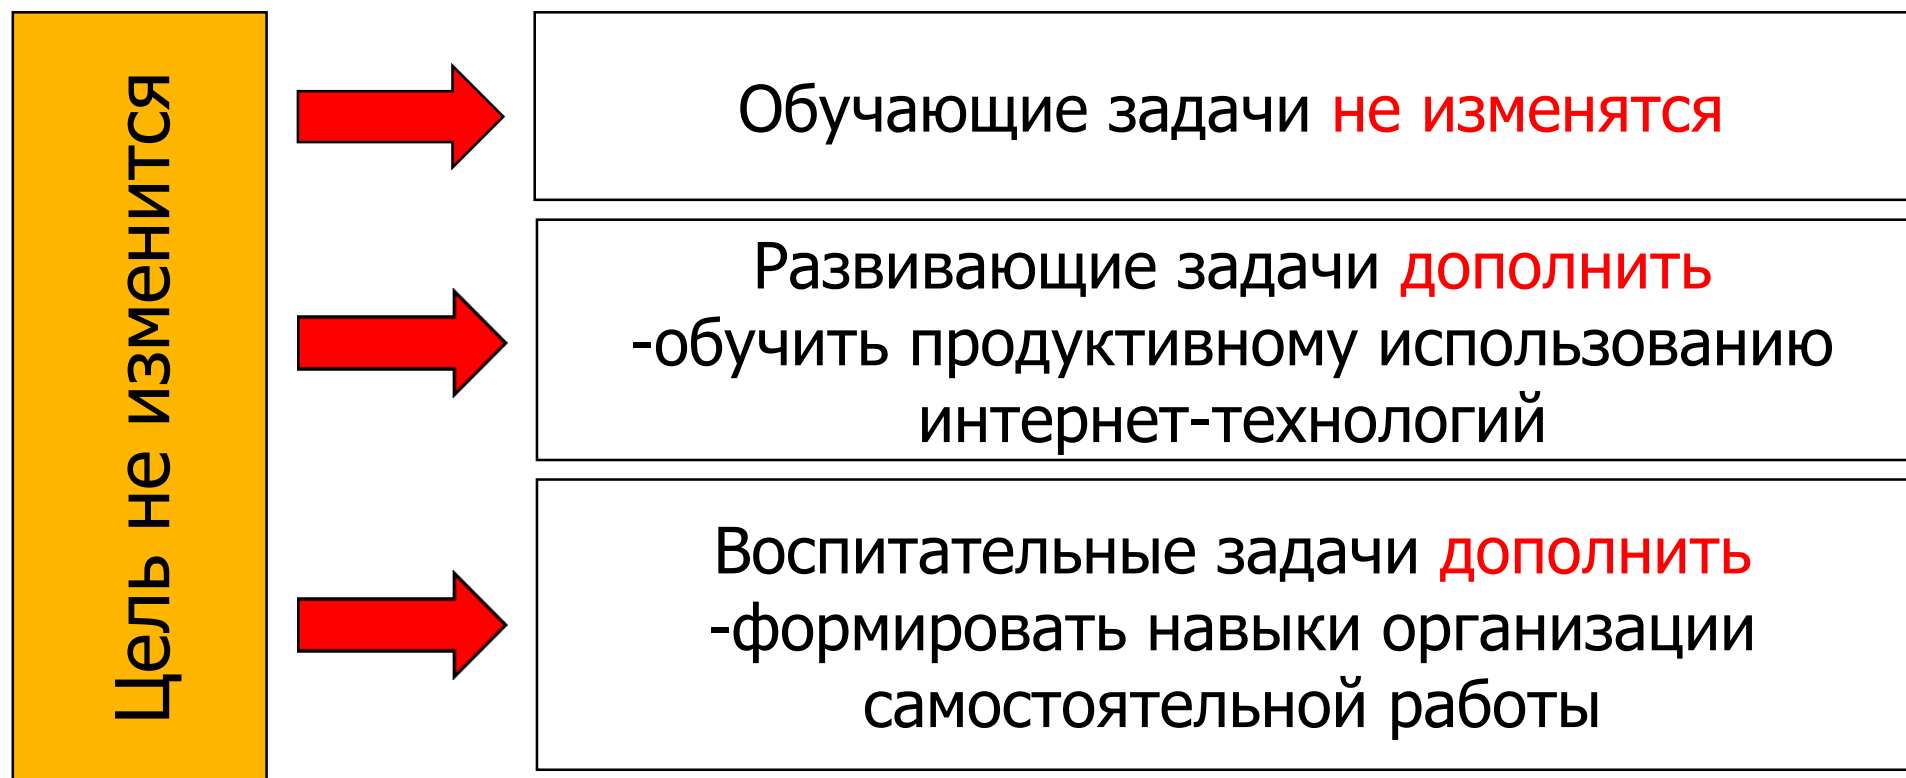 Цель не изменится
Обучающие задачи не изменятся
Развивающие задачи дополнить
-обучить продуктивному использованию
интернет-технологий
Воспитательные задачи дополнить
-формировать навыки организации
самостоятельной работы